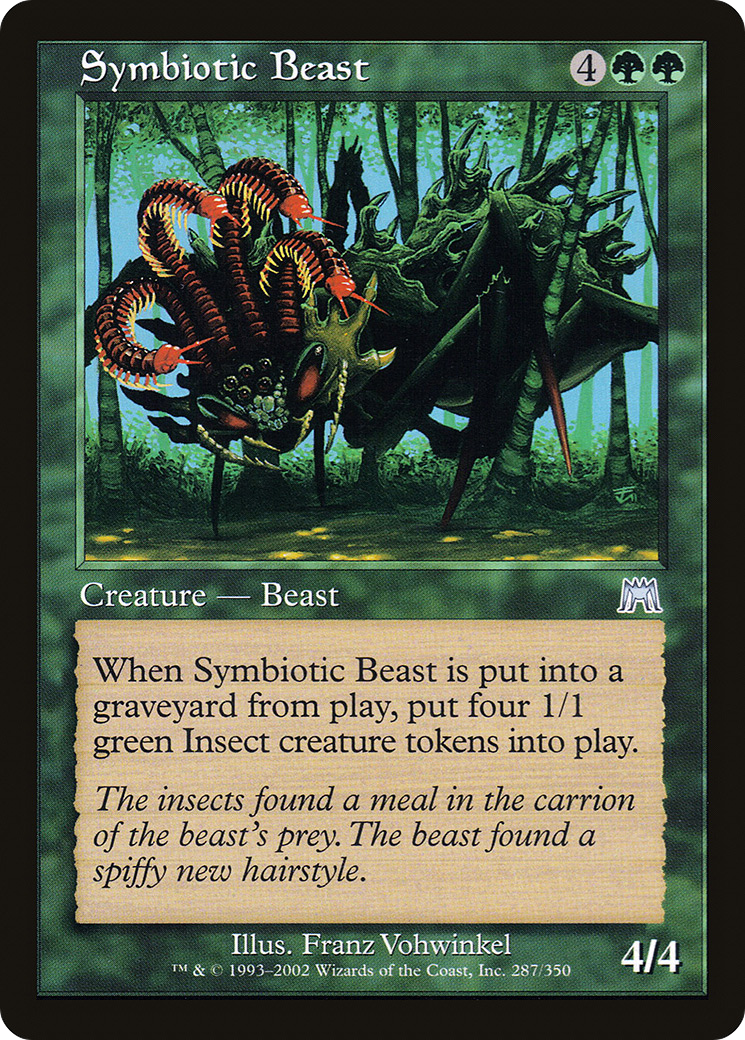 Symbiotic Beast 4
Creature — Beast
When Symbiotic Beast is put into a
graveyard from play, put four 1/1
green Insect creature tokens into play.
The insects found a meal in the carrion
of the beast's prey. The beast found a
spiffy new hairstyle.
Illus. Franz Vohwinkel
™ & © 1993–2002 Wizards of the Coast, Inc. 287/350
4/4